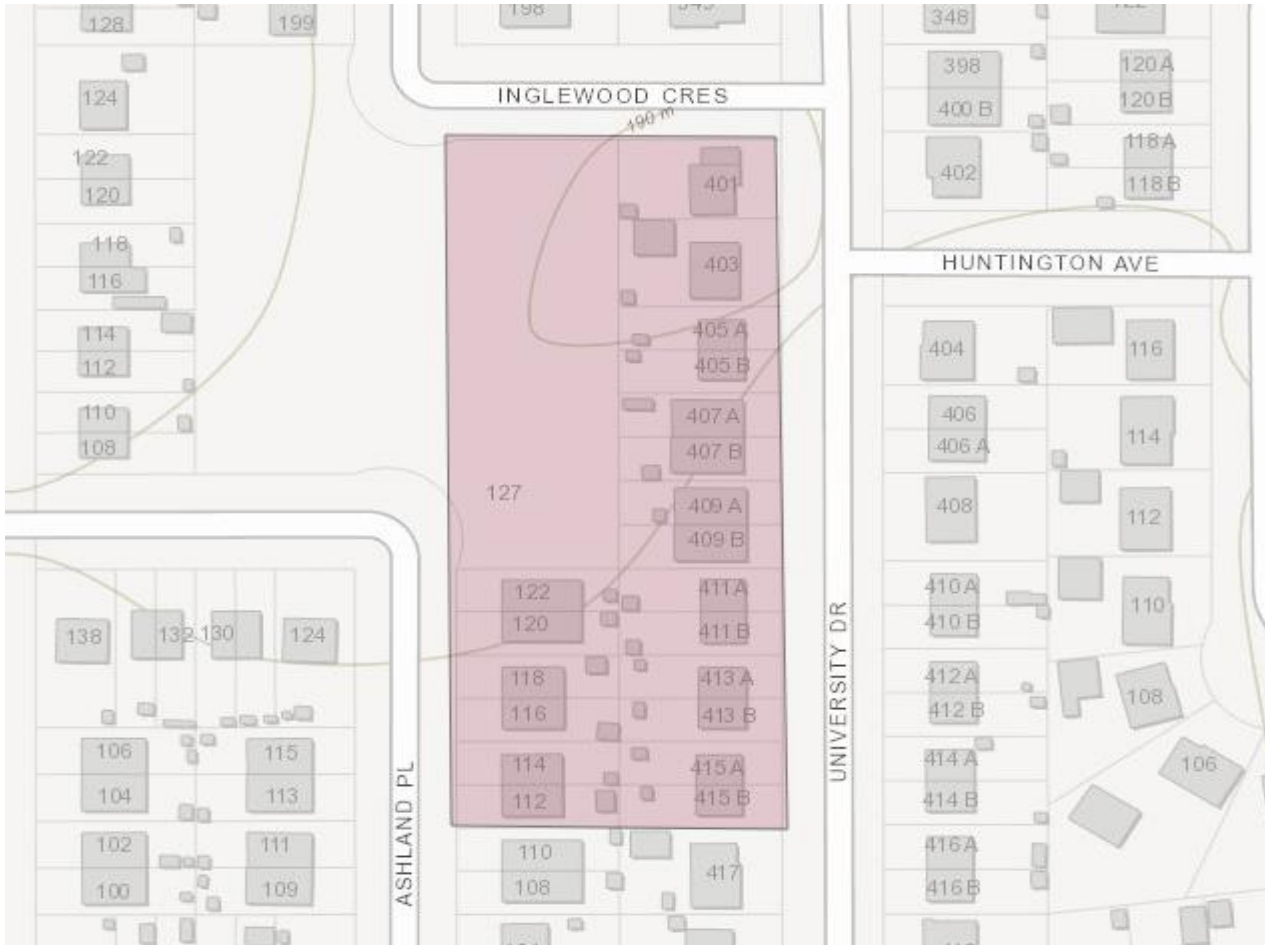 198
349
348
122
128
199
398
120 A
124
INGLEWOOD CRES
400 B
120 B
190 m
118 A
122
401
402
118 B
120
118
403
HUNTINGTON AVE
116
114
405 A
404
116
112
405 B
110
407 A
406
108
407 B
406 A
114
127
409 A
408
112
409 B
122
411 A
410 A
110
138
132
130
124
120
411 B
410 B
UNIVERSITY DR
118
413 A
412 A
108
116
413 B
412 B
106
115
114
415 A
414 A
106
104
113
112
415 B
414 B
ASHLAND PL
102
111
110
417
416 A
100
109
108
416 B